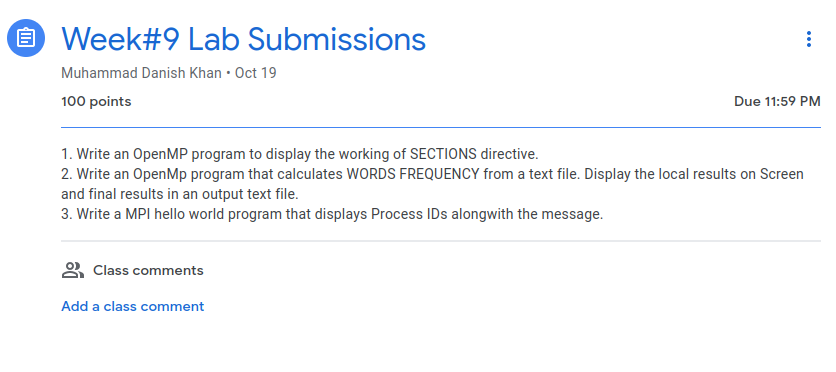 Week#9 Lab Submissions
Muhammad Danish Khan • Oct 19
100 points
Due 11:59 PM
1. Write an OpenMP program to display the working of SECTIONS directive.
2. Write an OpenMp program that calculates WORDS FREQUENCY from a text file. Display the local results on Screen
and final results in an output text file.
3. Write a MPI hello world program that displays Process IDs alongwith the message.
Class comments
Add a class comment